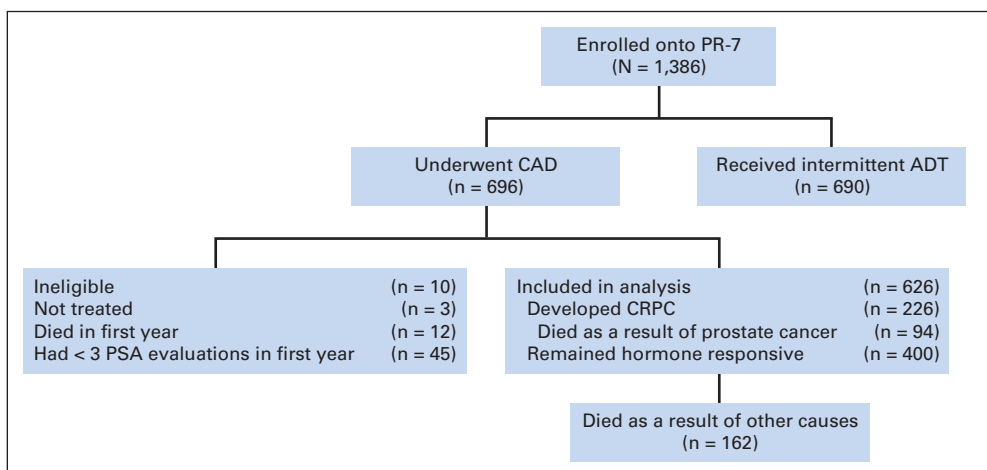 Enrolled onto PR-7
(N = 1,386)
Underwent CAD
(n = 696)
Received intermittent ADT
(n = 690)
Ineligible (n = 10)
Not treated (n = 3)
Died in first year (n = 12)
Had < 3 PSA evaluations in first year (n = 45)
Included in analysis (n = 626)
Developed CRPC (n = 226)
Died as a result of prostate cancer (n = 94)
Remained hormone responsive (n = 400)
Died as a result of other causes
(n = 162)